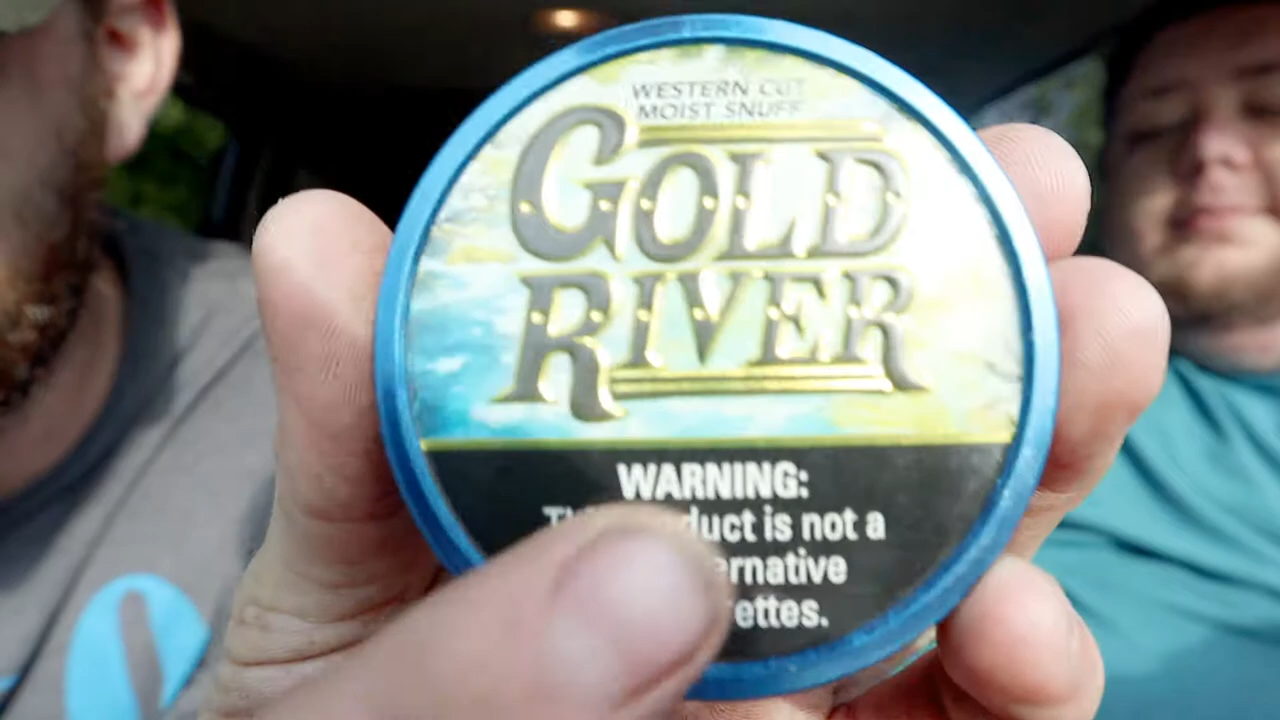 WESTERN CUT
MOIST SNUFF
GOLD
RIVER
WARNING:
duct is not a
ernative
ettes.